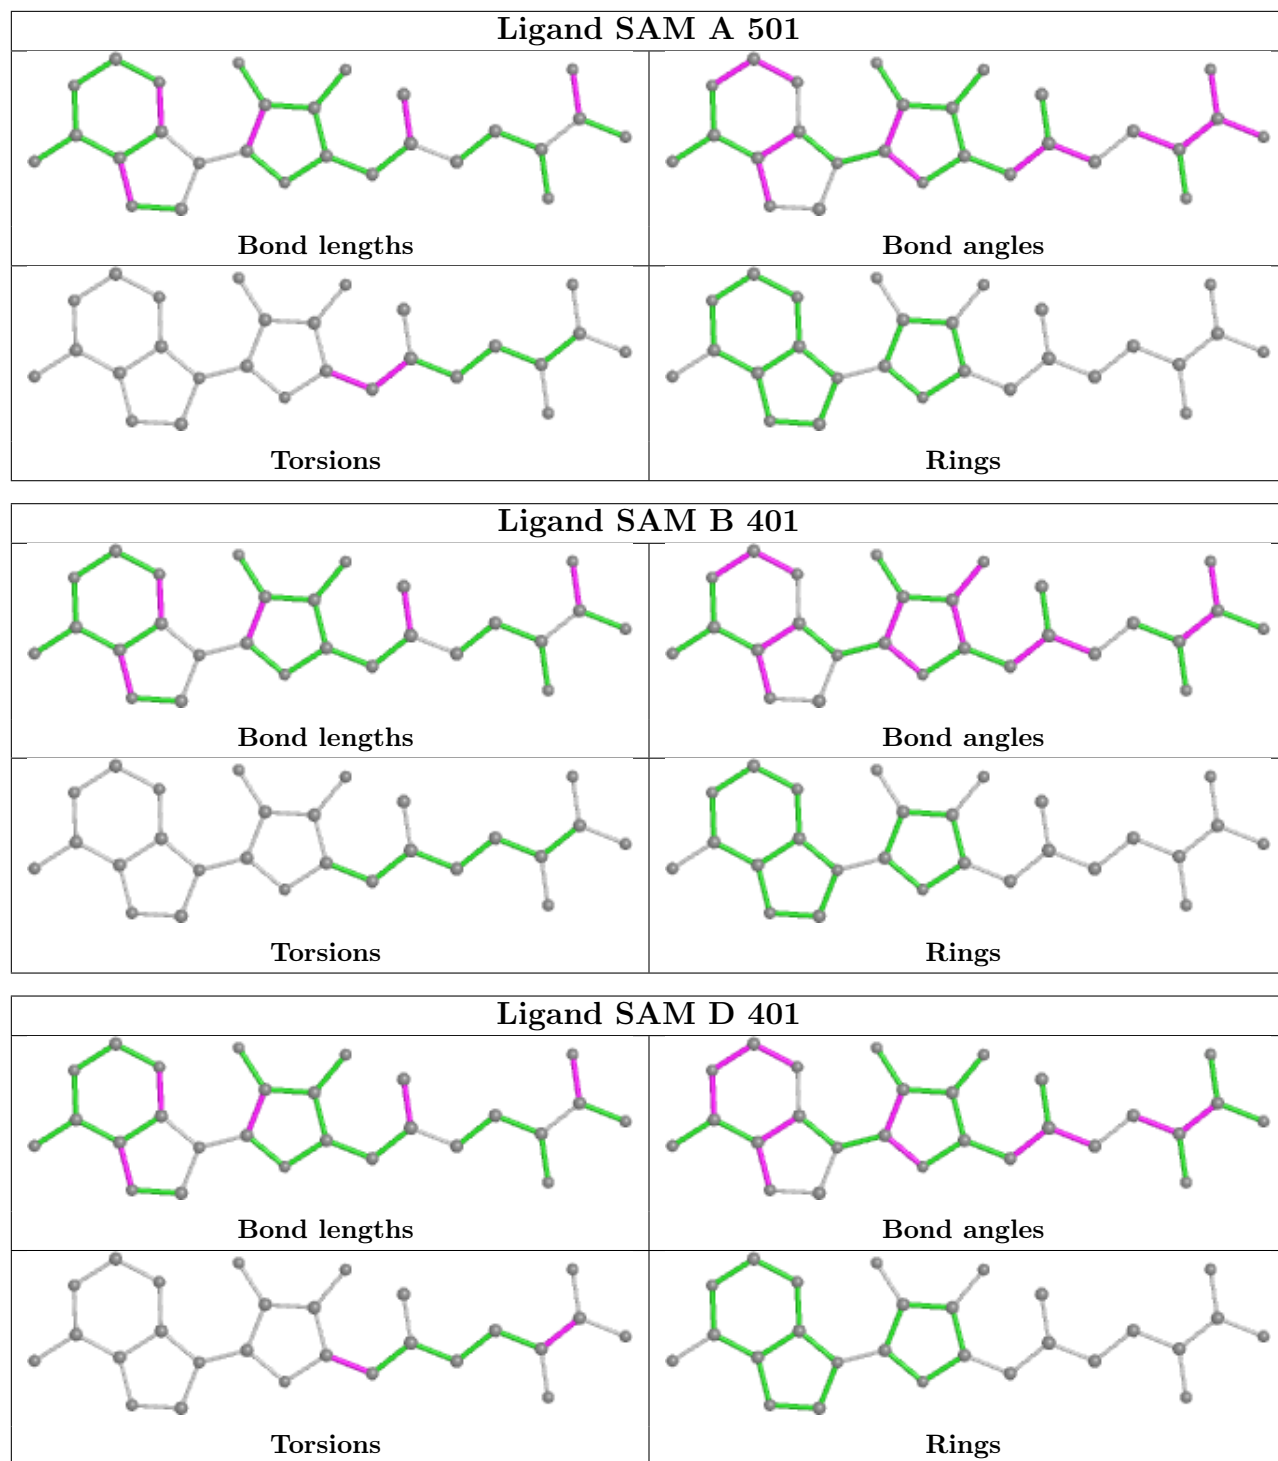 Ligand SAM A 501
Bond lengths
Bond angles
Torsions
Rings
Ligand SAM B 401
Bond lengths
Bond angles
Torsions
Rings
Ligand SAM D 401
Bond lengths
Bond angles
Torsions
Rings